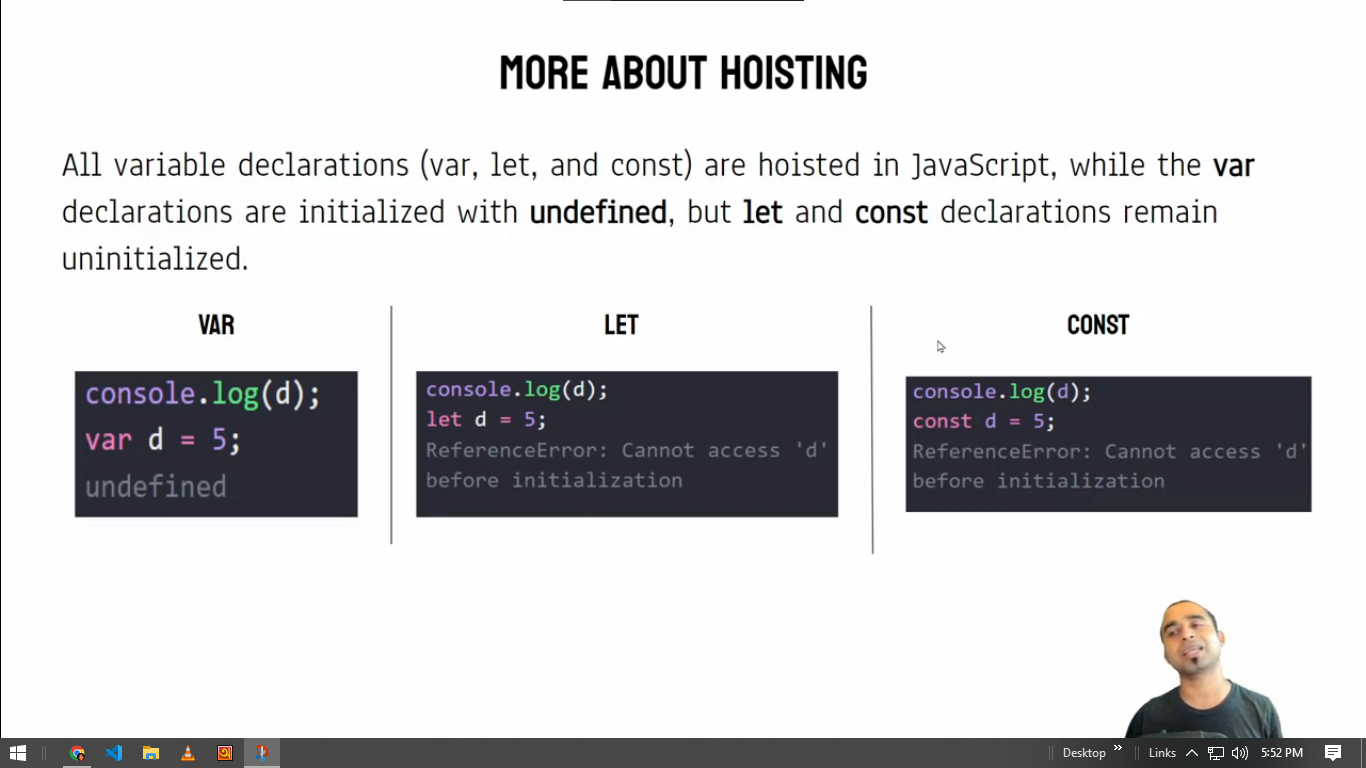 MORE ABOUT HOISTING
All variable declarations (var, let, and const) are hoisted in JavaScript, while the var
declarations are initialized with undefined, but let and const declarations remain
uninitialized.
VAR
console.log(d);
var d = 5;
undefined
LET
console.log(d);
let d = 5;
ReferenceError: Cannot access 'd'
before initialization
CONST
console.log(d);
const d = 5;
ReferenceError: Cannot access 'd'
before initialization
Desktop
Links
5:52 PM